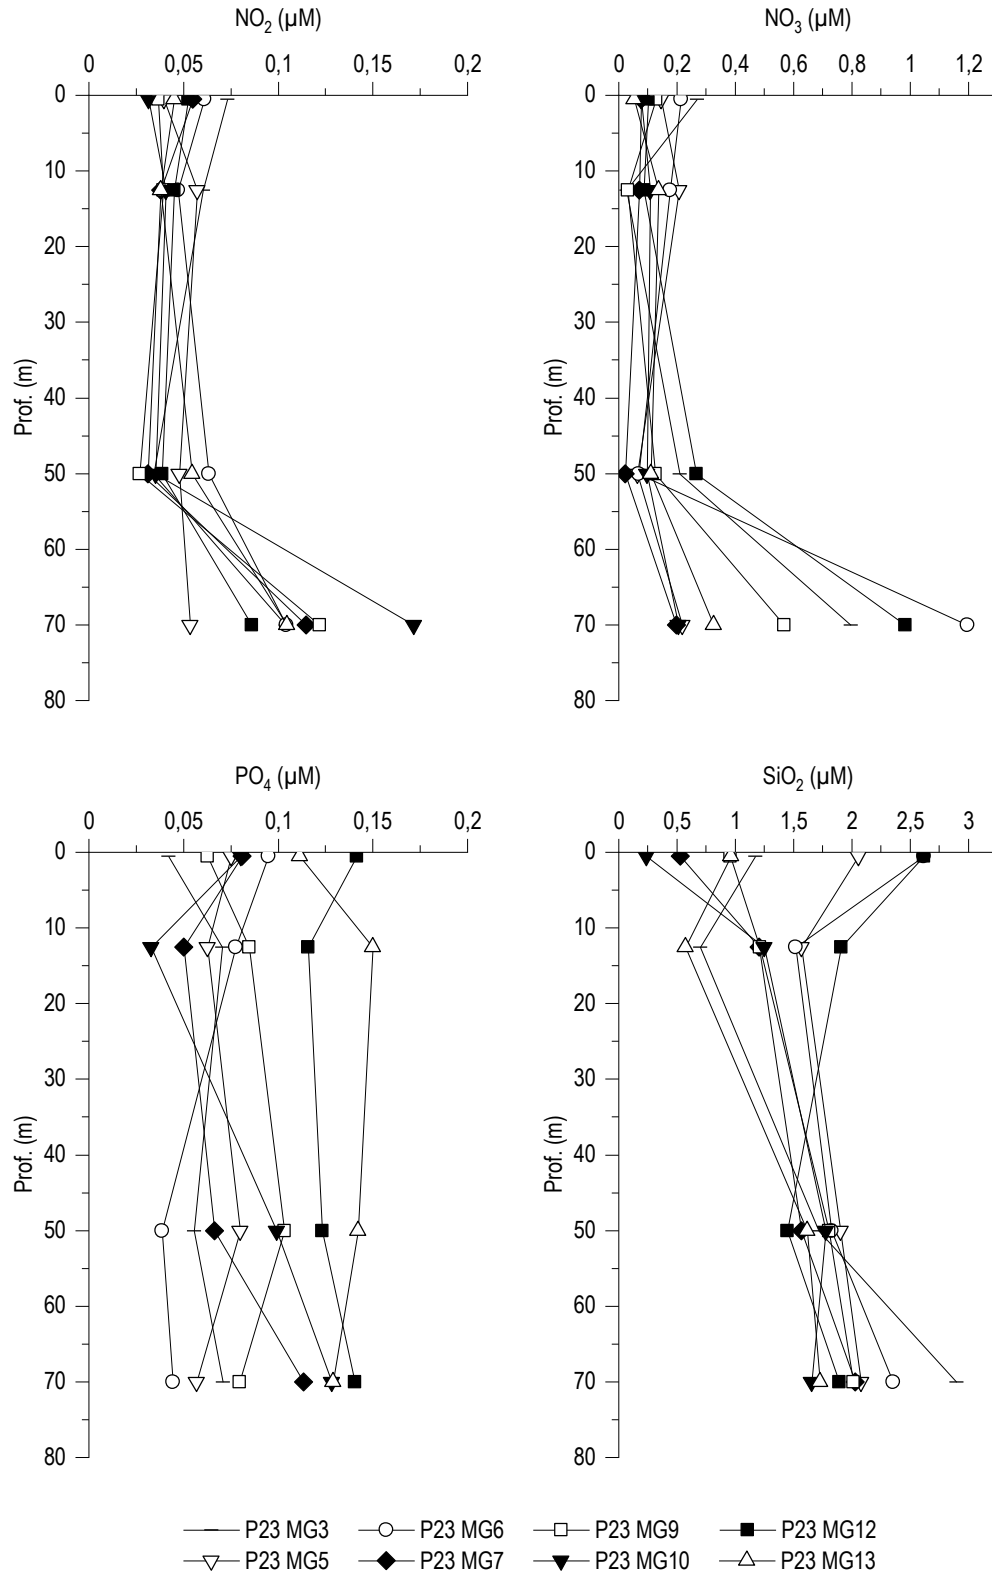 NO2 (µM) NO3 (µM)
0 0,05 0,1 0,15 0,2 0 0,2 0,4 0,6 0,8 1 1,2
0 0
10 10
20 20
30 30
40 40
50 50
60 60
70 70
80 80
Prof. (m) Prof. (m)
PO4 (µM) SiO2 (µM)
0 0,05 0,1 0,15 0,2 0 0,5 1 1,5 2 2,5 3
0 0
10 10
20 20
30 30
40 40
50 50
60 60
70 70
80 80
Prof. (m) Prof. (m)
P23 MG3 P23 MG6 P23 MG9 P23 MG12
P23 MG5 P23 MG7 P23 MG10 P23 MG13